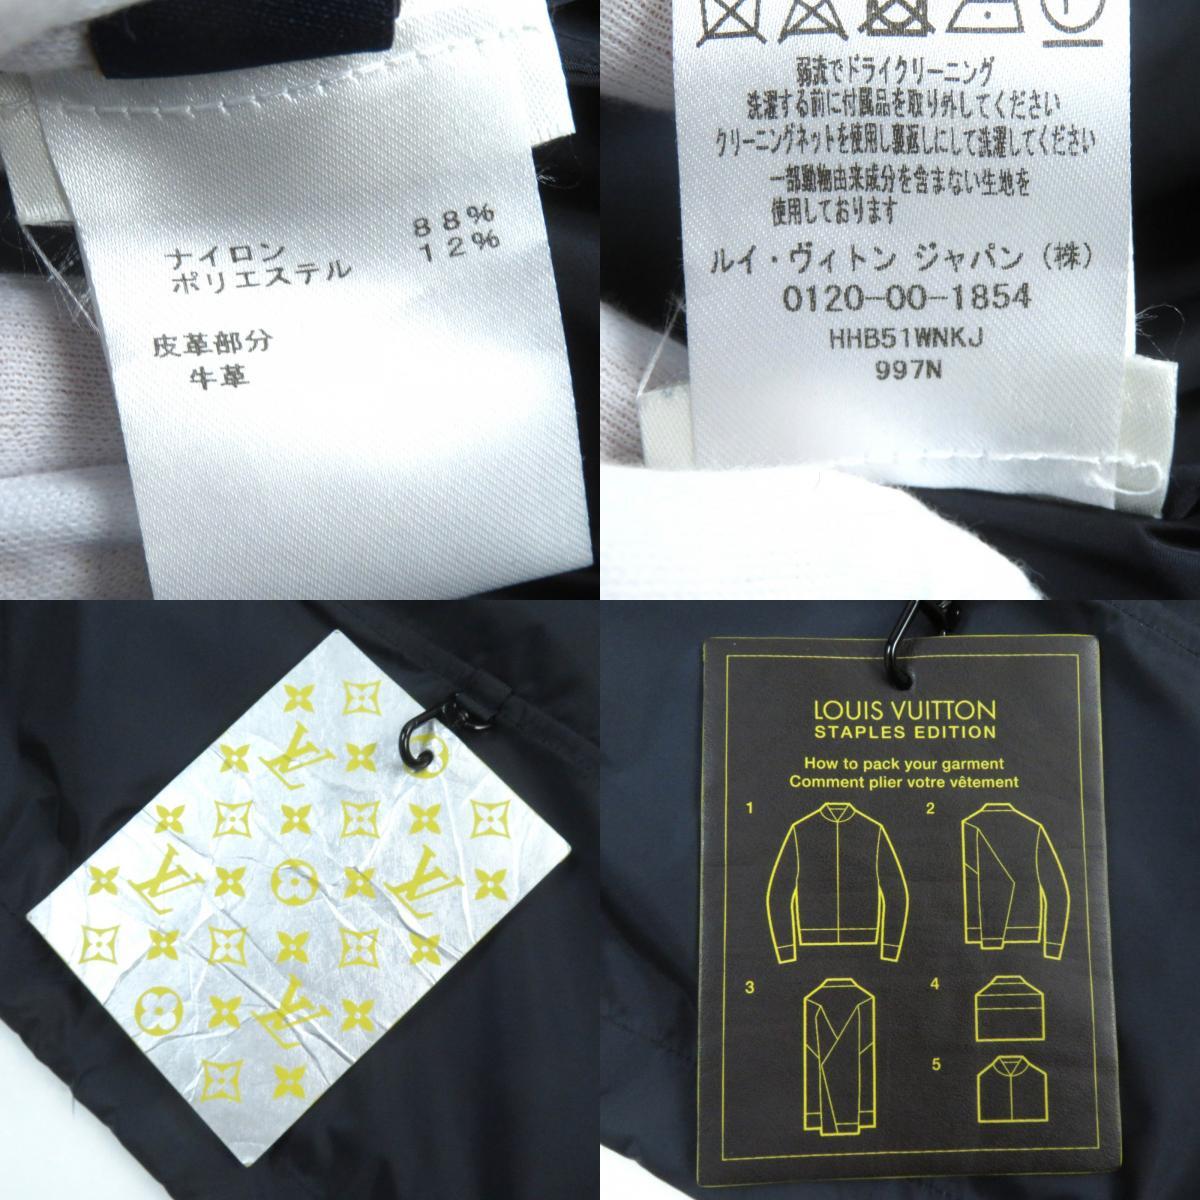 ナイロン 88%
ポリエステル 12%
皮革部分
牛革
弱流でドライクリーニング
洗濯する前に付属品を取り外してください
クリーニングネットを使用し裏返しにして洗濯してください
一部動物由来成分を含まない生地を
使用しております
ルイ・ヴィトン ジャパン（株）
0120-00-1854
HHB51WNKJ
997N
LOUIS VUITTON
STAPLES EDITION
How to pack your garment
Comment plier votre vêtement
1
2
3
4
5